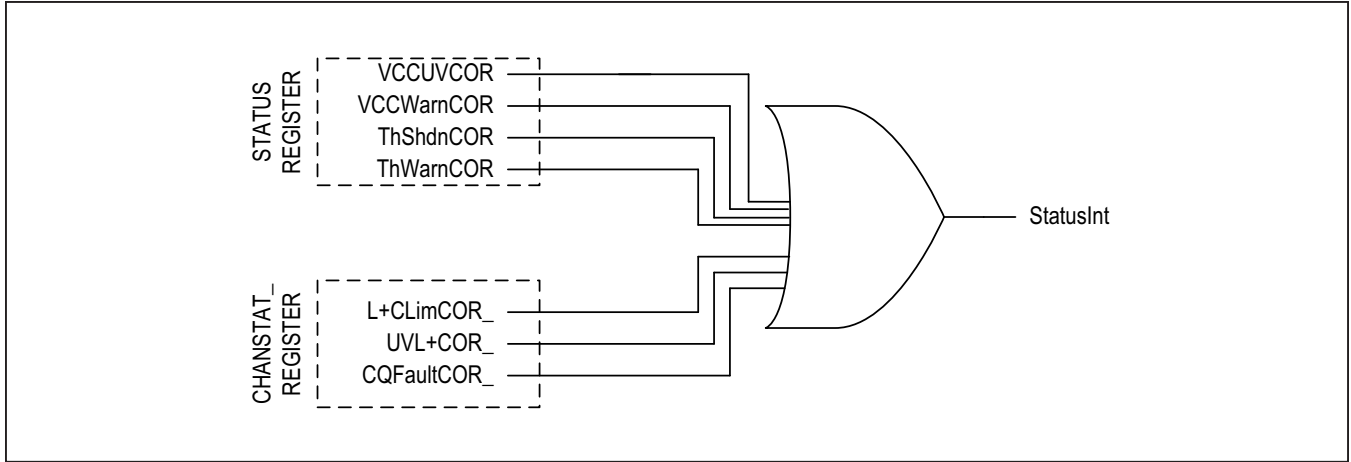 STATUS
REGISTER
VCCUVCOR
VCCWarnCOR
ThShdnCOR
ThWarnCOR
StatusInt
CHANSTAT_
REGISTER
L+CLimCOR_
UVL+COR_
CQFaultCOR_